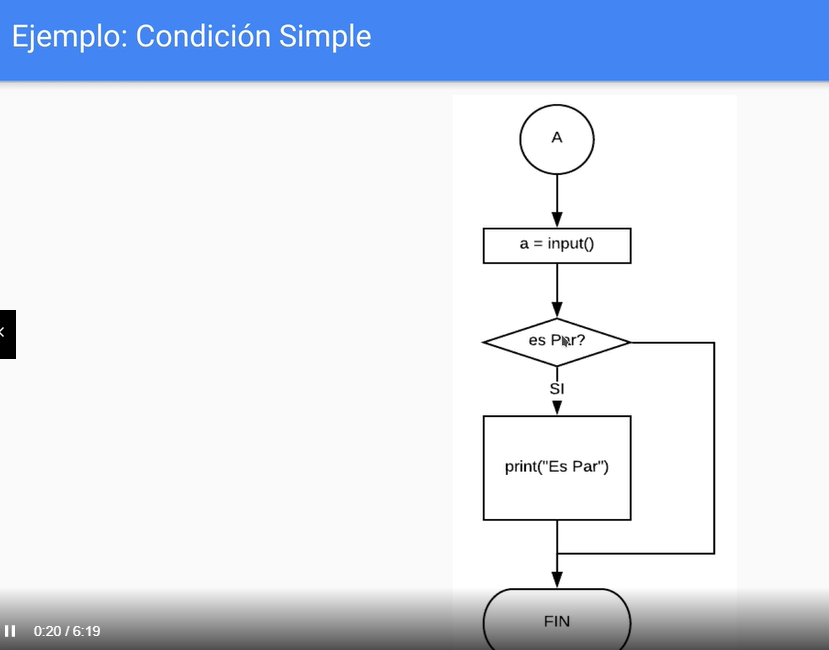 Ejemplo: Condición Simple
A
a = input()
es Par?
SI
print("Es Par")
FIN
0:20 / 6:19